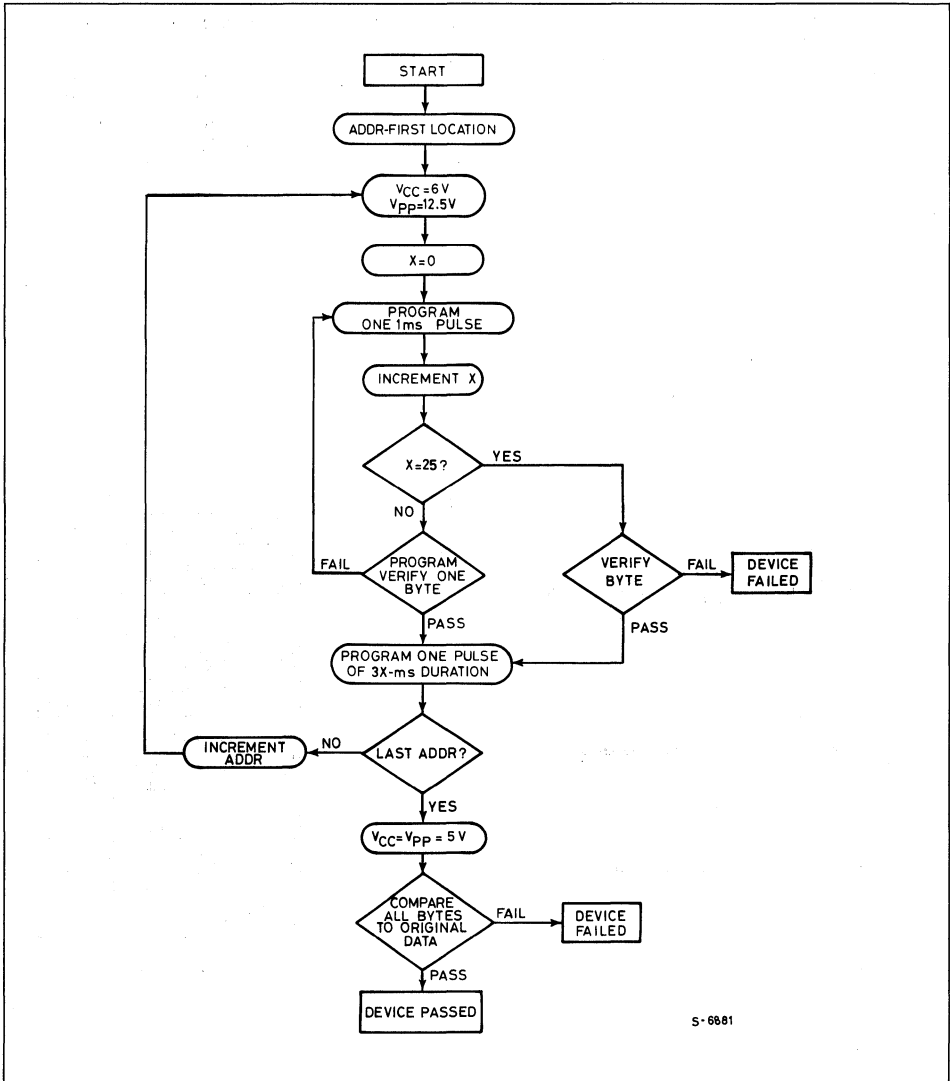 START
ADDR-FIRST LOCATION
VCC=6V
VPP=12.5V
X=0
PROGRAM
ONE 1ms PULSE
INCREMENT X
X=25?
YES
NO
FAIL
PROGRAM
VERIFY ONE
BYTE
VERIFY
BYTE
FAIL
DEVICE
FAILED
PASS
PASS
PROGRAM ONE PULSE
OF 3X-ms DURATION
INCREMENT
ADDR
NO
LAST ADDR?
YES
VCC=VPP=5V
COMPARE
ALL BYTES
TO ORIGINAL
DATA
FAIL
DEVICE
FAILED
PASS
DEVICE PASSED
S-6881